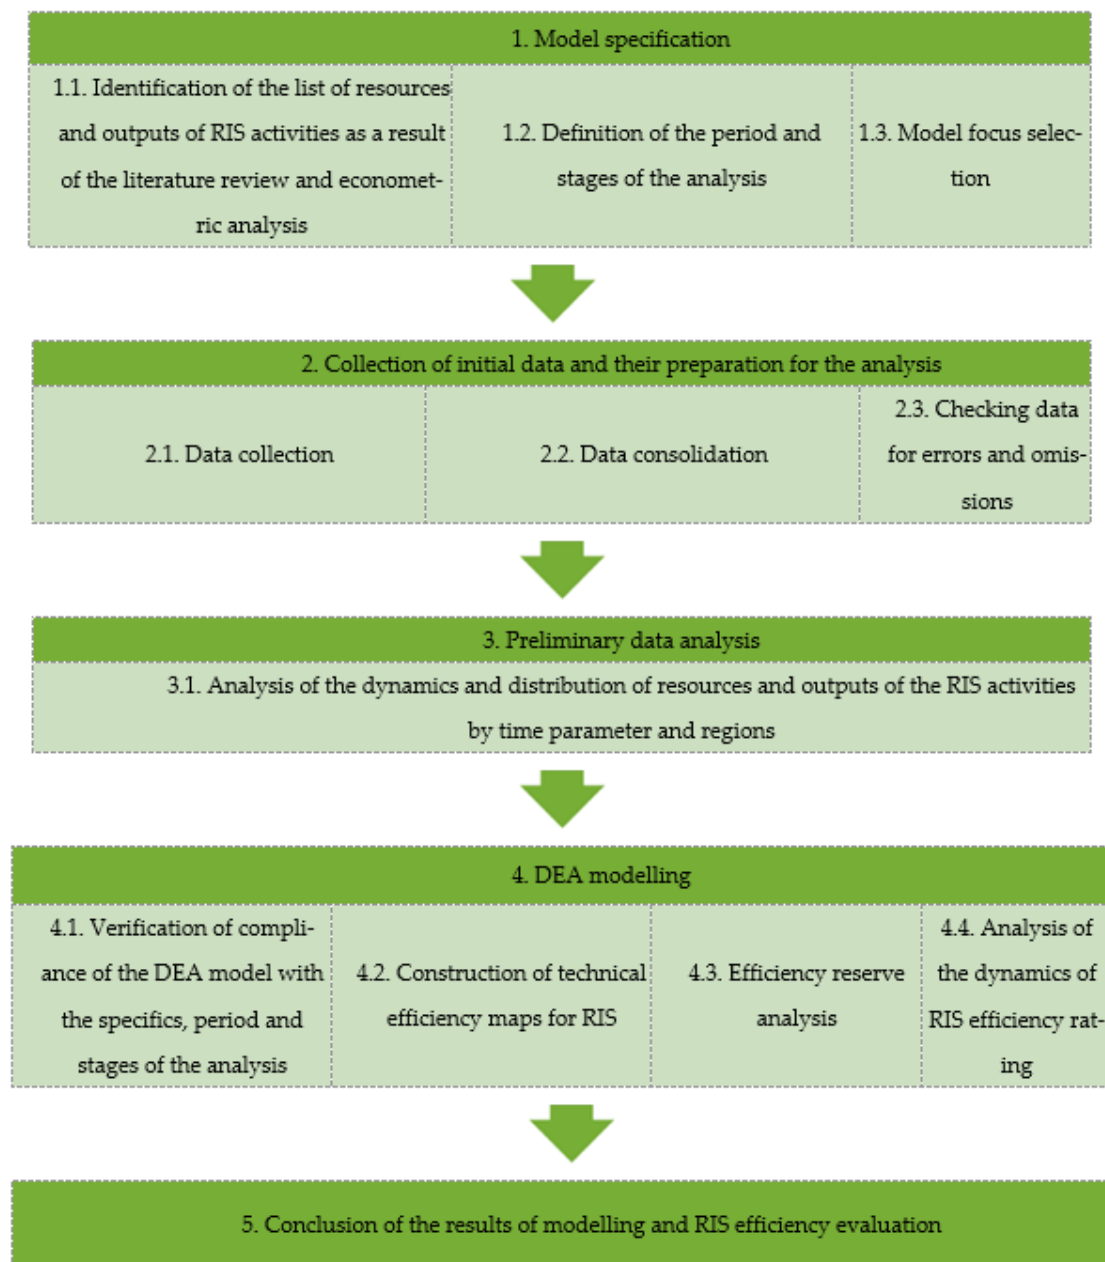 1. Model specification
1.1. Identification of the list of resources
and outputs of RIS activities as a result
of the literature review and economet-
ric analysis
1.2. Definition of the period and
stages of the analysis
1.3. Model focus selec-
tion
2. Collection of initial data and their preparation for the analysis
2.1. Data collection
2.2. Data consolidation
2.3. Checking data
for errors and omis-
sions
3. Preliminary data analysis
3.1. Analysis of the dynamics and distribution of resources and outputs of the RIS activities
by time parameter and regions
4. DEA modelling
4.1. Verification of compli-
ance of the DEA model with
the specifics, period and
stages of the analysis
4.2. Construction of technical
efficiency maps for RIS
4.3. Efficiency reserve
analysis
4.4. Analysis of
the dynamics of
RIS efficiency rat-
ing
5. Conclusion of the results of modelling and RIS efficiency evaluation